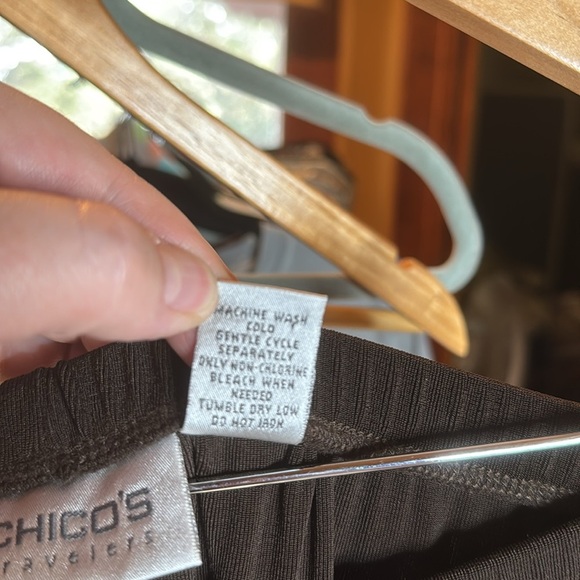 MACHINE WASH
COLD
GENTLE CYCLE
SEPARATELY
ONLY NON-CHLORINE
BLEACH WHEN
NEEDED
TUMBLE DRY LOW
DO NOT IRON
CHICO'S
ravelers